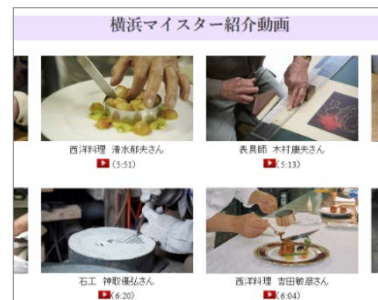 横浜マイスター紹介動画
西洋料理 清水郁夫さん
(5:51)
表具師 木村康夫さん
(5:13)
石工 神取優弘さん
(6:20)
西洋料理 吉田敏彦さん
(6:04)